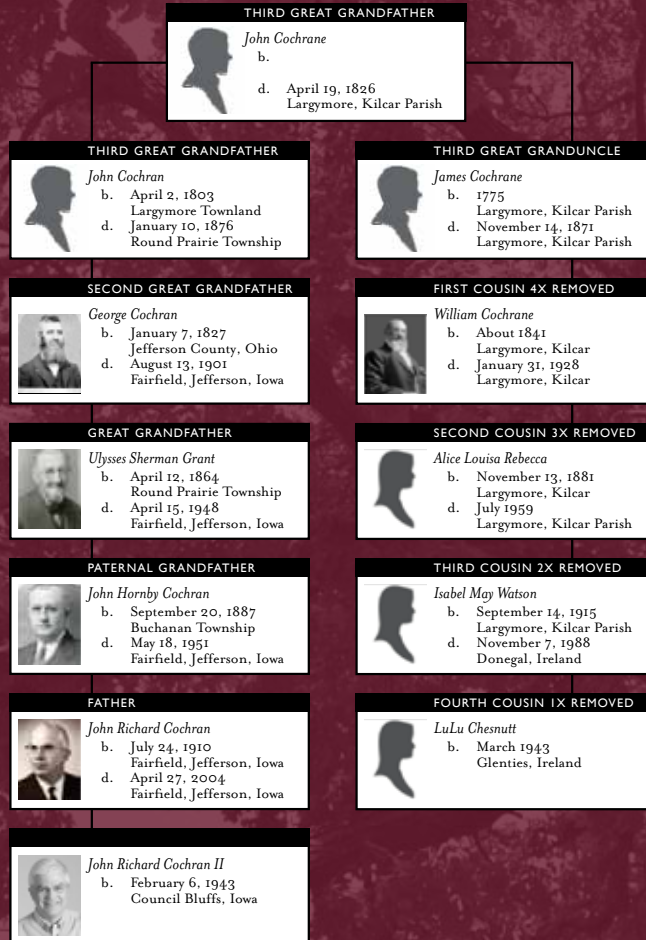 THIRD GREAT GRANDFATHER
John Cochrane
b.
d. April 19, 1826
Largymore, Kilcar Parish
THIRD GREAT GRANDFATHER
John Cochran
b. April 2, 1803
Largymore Townland
d. January 10, 1876
Round Prairie Township
SECOND GREAT GRANDFATHER
George Cochran
b. January 7, 1827
Jefferson County, Ohio
d. August 13, 1901
Fairfield, Jefferson, Iowa
GREAT GRANDFATHER
Ulysses Sherman Grant
b. April 12, 1864
Round Prairie Township
d. April 15, 1948
Fairfield, Jefferson, Iowa
PATERNAL GRANDFATHER
John Hornby Cochran
b. September 20, 1887
Buchanan Township
d. May 18, 1951
Fairfield, Jefferson, Iowa
FATHER
John Richard Cochran
b. July 24, 1910
Fairfield, Jefferson, Iowa
d. April 27, 2004
Fairfield, Jefferson, Iowa
John Richard Cochran II
b. February 6, 1943
Council Bluffs, Iowa
THIRD GREAT GRANDUNCLE
James Cochrane
b. 1775
Largymore, Kilcar Parish
d. November 14, 1871
Largymore, Kilcar Parish
FIRST COUSIN 4X REMOVED
William Cochrane
b. About 1841
Largymore, Kilcar
d. January 31, 1928
Largymore, Kilcar
SECOND COUSIN 3X REMOVED
Alice Louisa Rebecca
b. November 13, 1881
Largymore, Kilcar
d. July 1959
Largymore, Kilcar Parish
THIRD COUSIN 2X REMOVED
Isabel May Watson
b. September 14, 1915
Largymore, Kilcar Parish
d. November 7, 1988
Donegal, Ireland
FOURTH COUSIN 1X REMOVED
LuLu Chesnutt
b. March 1943
Glenties, Ireland